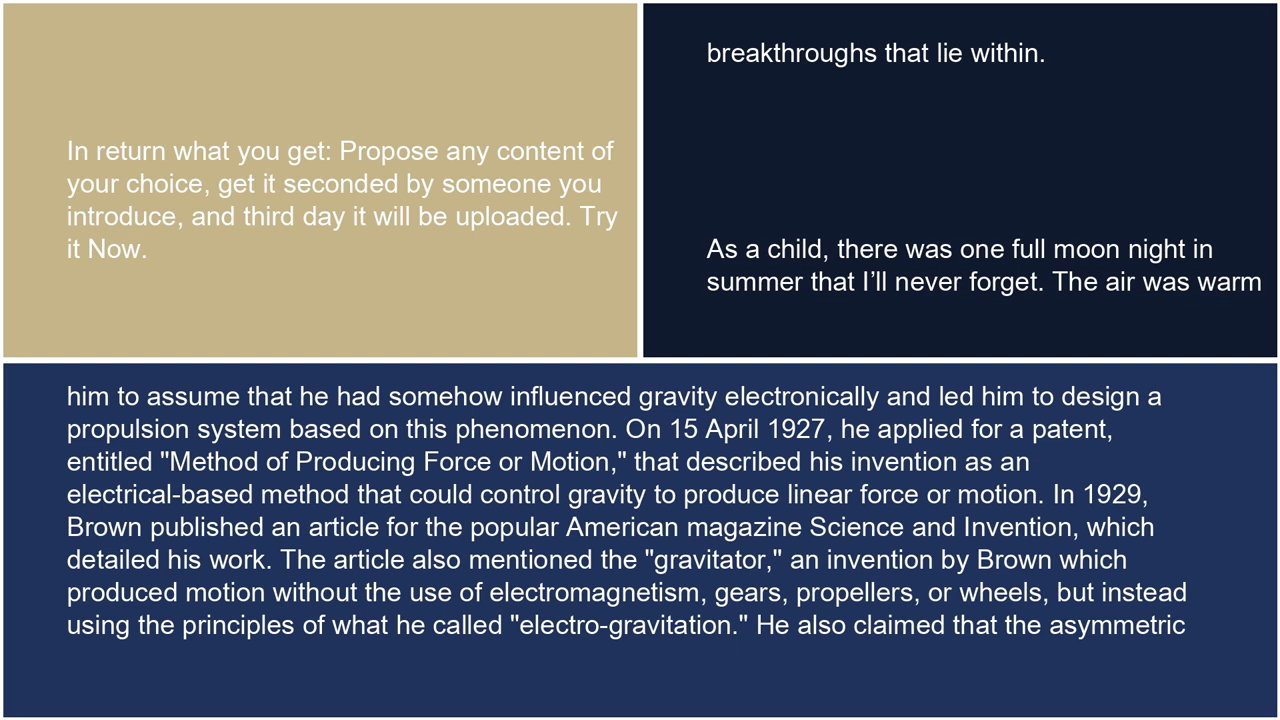 In return what you get: Propose any content of
your choice, get it seconded by someone you
introduce, and third day it will be uploaded. Try
it Now.
breakthroughs that lie within.
As a child, there was one full moon night in
summer that I’ll never forget. The air was warm
him to assume that he had somehow influenced gravity electronically and led him to design a
propulsion system based on this phenomenon. On 15 April 1927, he applied for a patent,
entitled "Method of Producing Force or Motion," that described his invention as an
electrical-based method that could control gravity to produce linear force or motion. In 1929,
Brown published an article for the popular American magazine Science and Invention, which
detailed his work. The article also mentioned the "gravitator," an invention by Brown which
produced motion without the use of electromagnetism, gears, propellers, or wheels, but instead
using the principles of what he called "electro-gravitation." He also claimed that the asymmetric